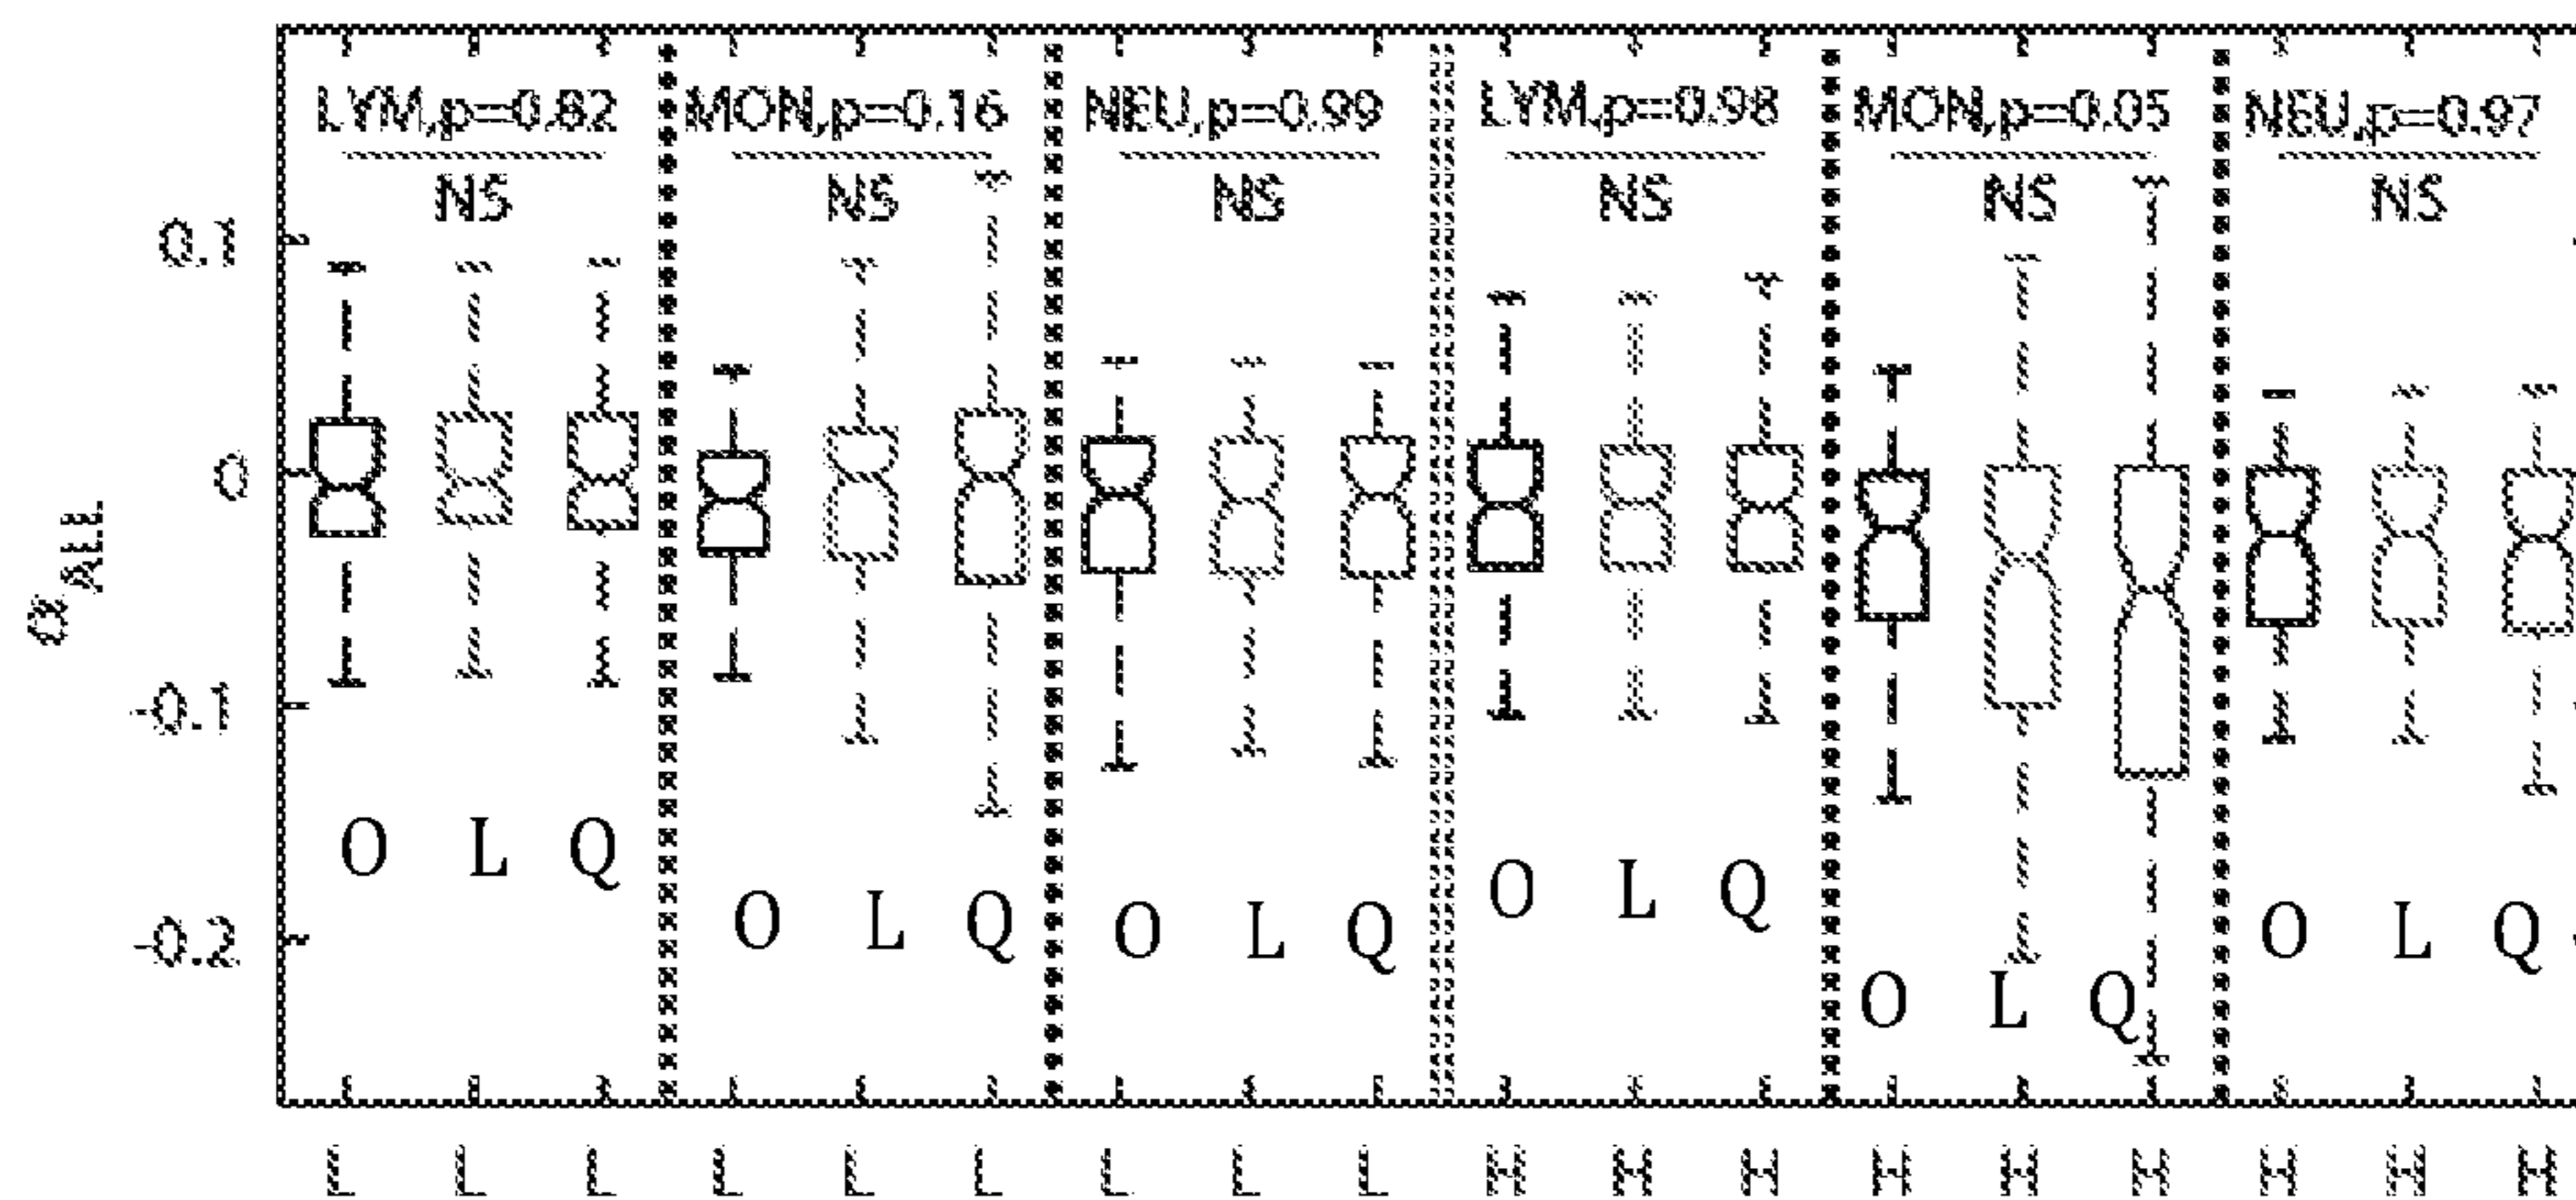 LYM,p=0.82 MON,p=0.16 NEU,p=0.99 LYM,p=0.98 MON,p=0.05 NEU,p=0.97
NS NS NS NS NS NS
0.1
0
αALL
-0.1
O L Q O L Q O L Q O L Q O L Q O L Q
-0.2
L L L L L L L L L H H H H H H H H H